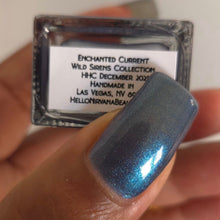 Enchanted Current
Wild Sirens Collection
HHC December
Handmade in
Las Vegas, NV